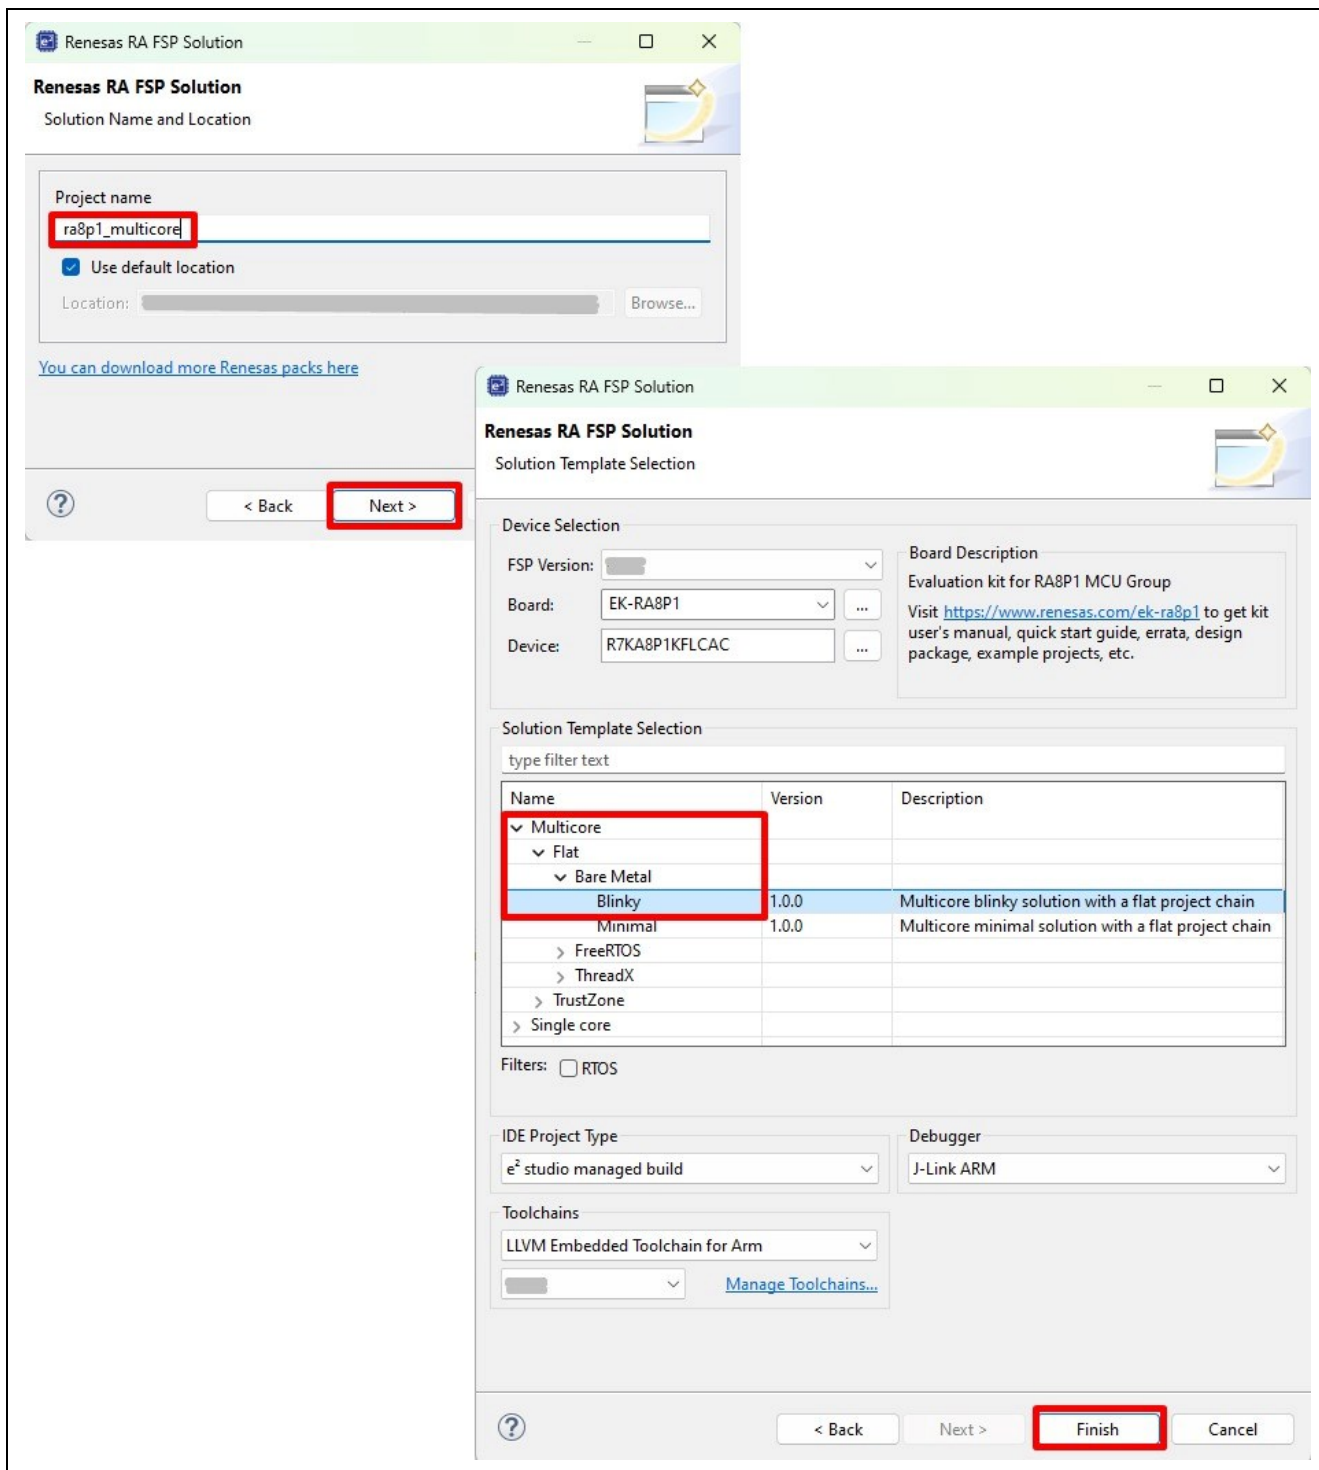 Renesas RA FSP Solution
Renesas RA FSP Solution
Solution Name and Location
Project name
ra8p1_multicore
Use default location
Location:
Browse...
You can download more Renesas packs here
< Back
Next >
Renesas RA FSP Solution
Renesas RA FSP Solution
Solution Template Selection
Device Selection
FSP Version:
Board: EK-RA8P1 ...
Device: R7KA8P1KFLCAC ...
Board Description
Evaluation kit for RA8P1 MCU Group
Visit https://www.renesas.com/ek-ra8p1 to get kit
user's manual, quick start guide, errata, design
package, example projects, etc.
Solution Template Selection
type filter text
Name Version Description
Multicore
Flat
Bare Metal
Blinky 1.0.0 Multicore blinky solution with a flat project chain
Minimal 1.0.0 Multicore minimal solution with a flat project chain
FreeRTOS
ThreadX
TrustZone
Single core
Filters: RTOS
IDE Project Type
e² studio managed build
Debugger
J-Link ARM
Toolchains
LLVM Embedded Toolchain for Arm
Manage Toolchains...
< Back
Next >
Finish
Cancel